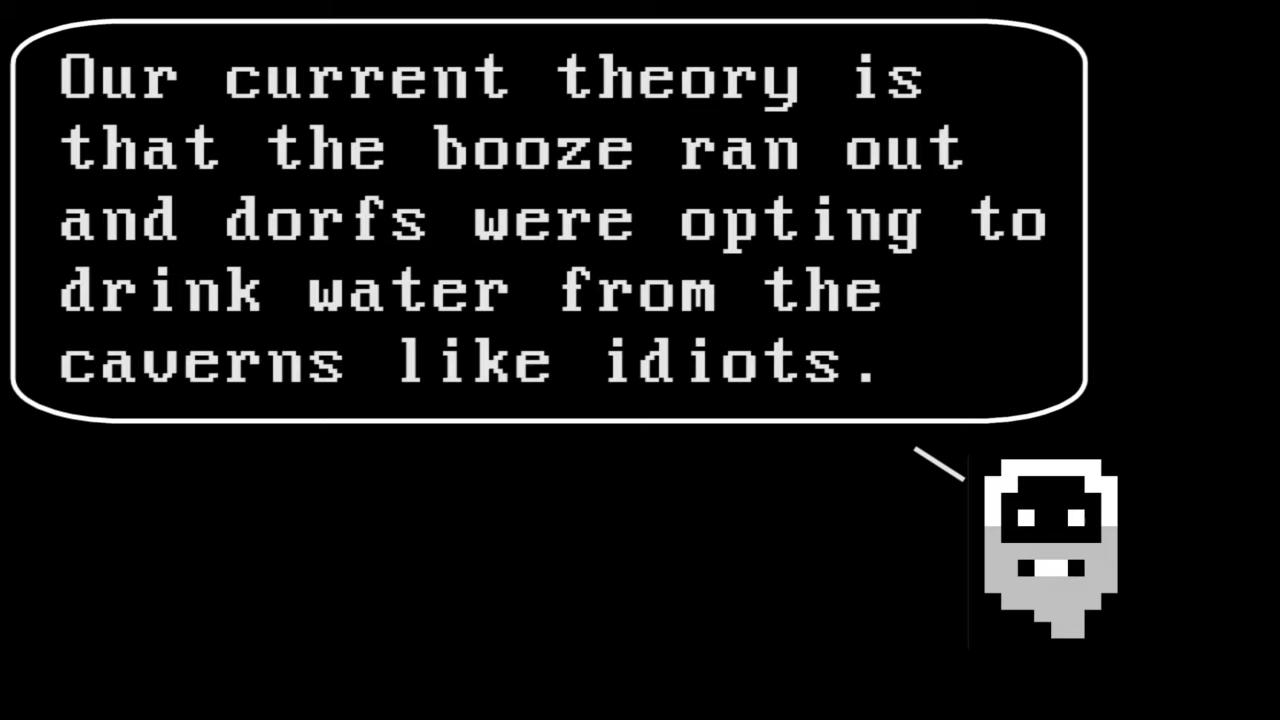 Our current theory is
that the booze ran out
and dorfs were opting to
drink water from the
caverns like idiots.